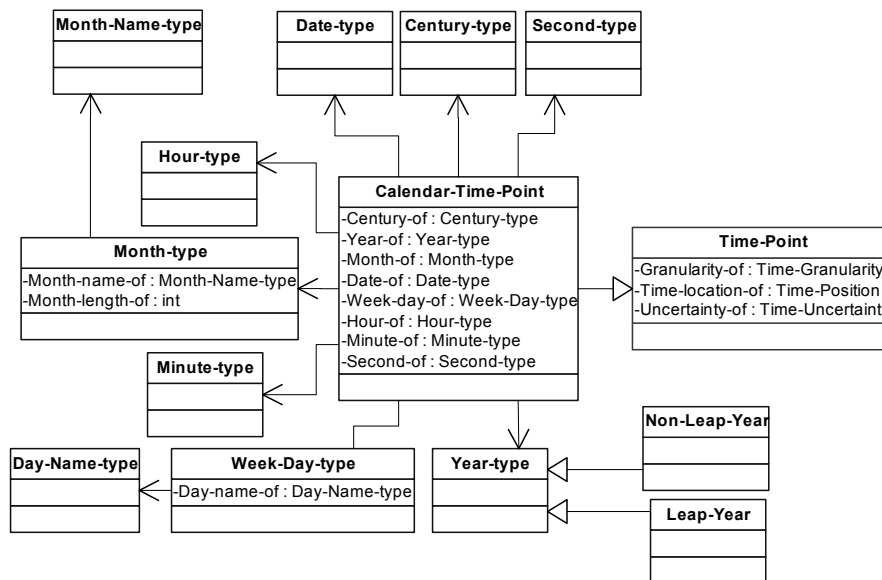 Month-Name-type
Date-type
Century-type
Second-type
Hour-type
Calendar-Time-Point
-Century-of : Century-type
-Year-of : Year-type
-Month-of : Month-type
-Date-of : Date-type
-Week-day-of : Week-Day-type
-Hour-of : Hour-type
-Minute-of : Minute-type
-Second-of : Second-type
Month-type
-Month-name-of : Month-Name-type
-Month-length-of : int
Time-Point
-Granularity-of : Time-Granularity
-Time-location-of : Time-Position
-Uncertainty-of : Time-Uncertaint
Minute-type
Day-Name-type
Week-Day-type
-Day-name-of : Day-Name-type
Year-type
Non-Leap-Year
Leap-Year